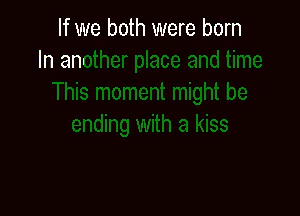 If we both were born
In another place and time
This moment might be
ending with a kiss